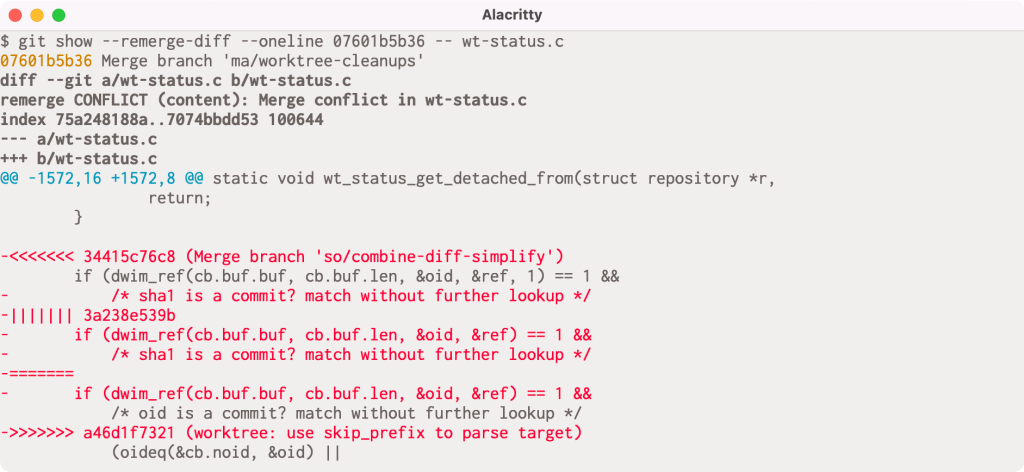 Alacritty
$ git show --remerge-diff --oneline 07601b5b36 -- wt-status.c
07601b5b36 Merge branch 'ma/worktree-cleanups'
diff --git a/wt-status.c b/wt-status.c
remerge CONFLICT (content): Merge conflict in wt-status.c
index 75a248188a..7074bbdd53 100644
--- a/wt-status.c
+++ b/wt-status.c
@@ -1572,16 +1572,8 @@ static void wt_status_get_detached_from(struct repository *r,
                return;
        }

-<<<<<<< 34415c76c8 (Merge branch 'so/combine-diff-simplify')
        if (dwim_ref(cb.buf.buf, cb.buf.len, &oid, &ref, 1) == 1 &&
-           /* sha1 is a commit? match without further lookup */
-||||||| 3a238e539b
-       if (dwim_ref(cb.buf.buf, cb.buf.len, &oid, &ref) == 1 &&
-           /* sha1 is a commit? match without further lookup */
-=======
-       if (dwim_ref(cb.buf.buf, cb.buf.len, &oid, &ref) == 1 &&
            /* oid is a commit? match without further lookup */
->>>>>>> a46d1f7321 (worktree: use skip_prefix to parse target)
            (oideq(&cb.noid, &oid) ||